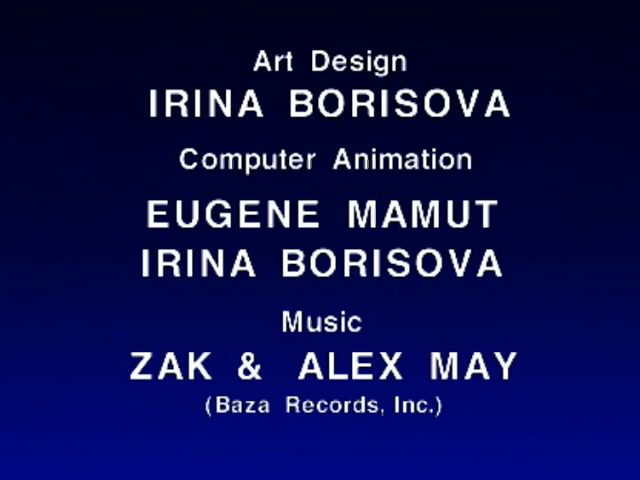 Art Design
IRINA BORISOVA
Computer Animation
EUGENE MAMUT
IRINA BORISOVA
Music
ZAK & ALEX MAY
(Baza Records, Inc.)